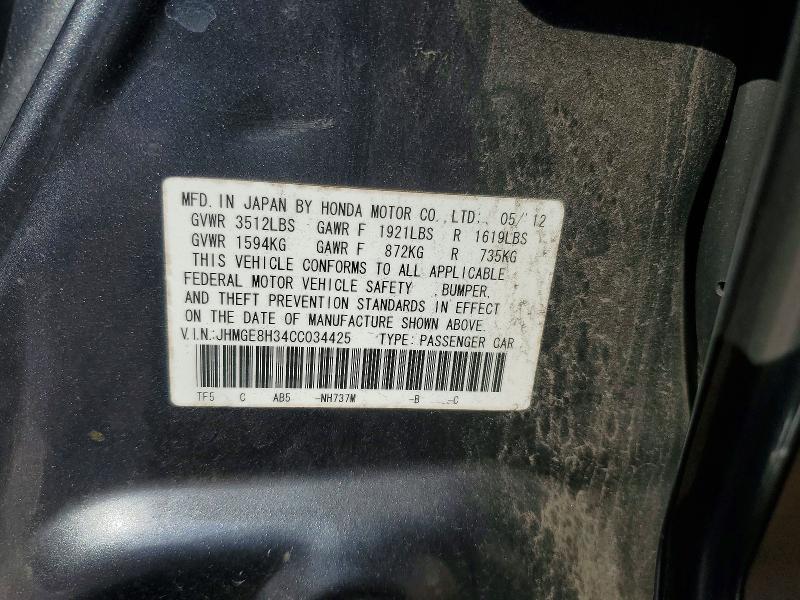 MFD. IN JAPAN BY HONDA MOTOR CO., LTD. 05/'12
GVWR 3512LBS GAWR F 1921LBS R 1619LBS
GVWR 1594KG GAWR F 872KG R 735KG
THIS VEHICLE CONFORMS TO ALL APPLICABLE
FEDERAL MOTOR VEHICLE SAFETY , BUMPER,
AND THEFT PREVENTION STANDARDS IN EFFECT
ON THE DATE OF MANUFACTURE SHOWN ABOVE.
V.I.N.:JHMGE8H34CC034425 TYPE: PASSENGER CAR
TF5 C AB5 -NH737M -B -C